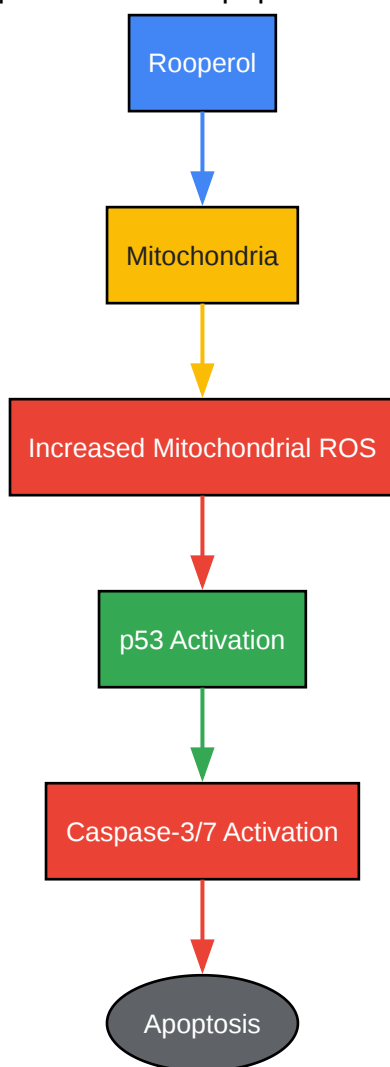 Rooperol
Mitochondria
Increased Mitochondrial ROS
p53 Activation
Caspase-3/7 Activation
Apoptosis